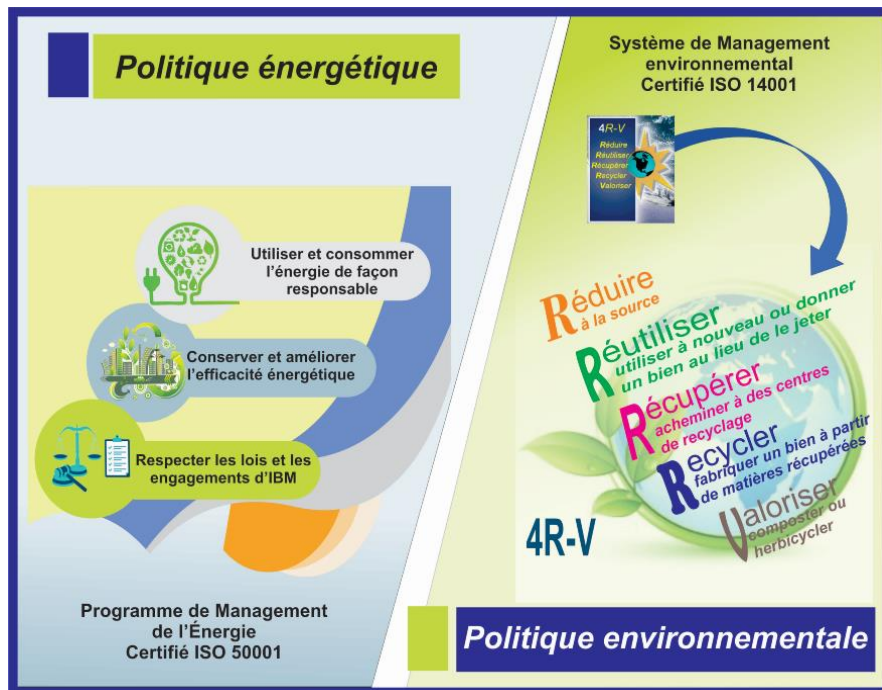 Politique énergétique
Utiliser et consommer
l'énergie de façon
responsable
Conserver et améliorer
l'efficacité énergétique
Respecter les lois et les
engagements d'IBM
Programme de Management
de l'Énergie
Certifié ISO 50001
Système de Management
environnemental
Certifié ISO 14001
4R-V
Réduire
Réutiliser
Récupérer
Recycler
Valoriser
Réduire
à la source
Réutiliser
utiliser à nouveau ou donner
un bien au lieu de le jeter
Récupérer
acheminer à des centres
de recyclage
Recycler
fabriquer un bien à partir
de matières récupérées
Valoriser
composter ou
herbicycler
4R-V
Politique environnementale